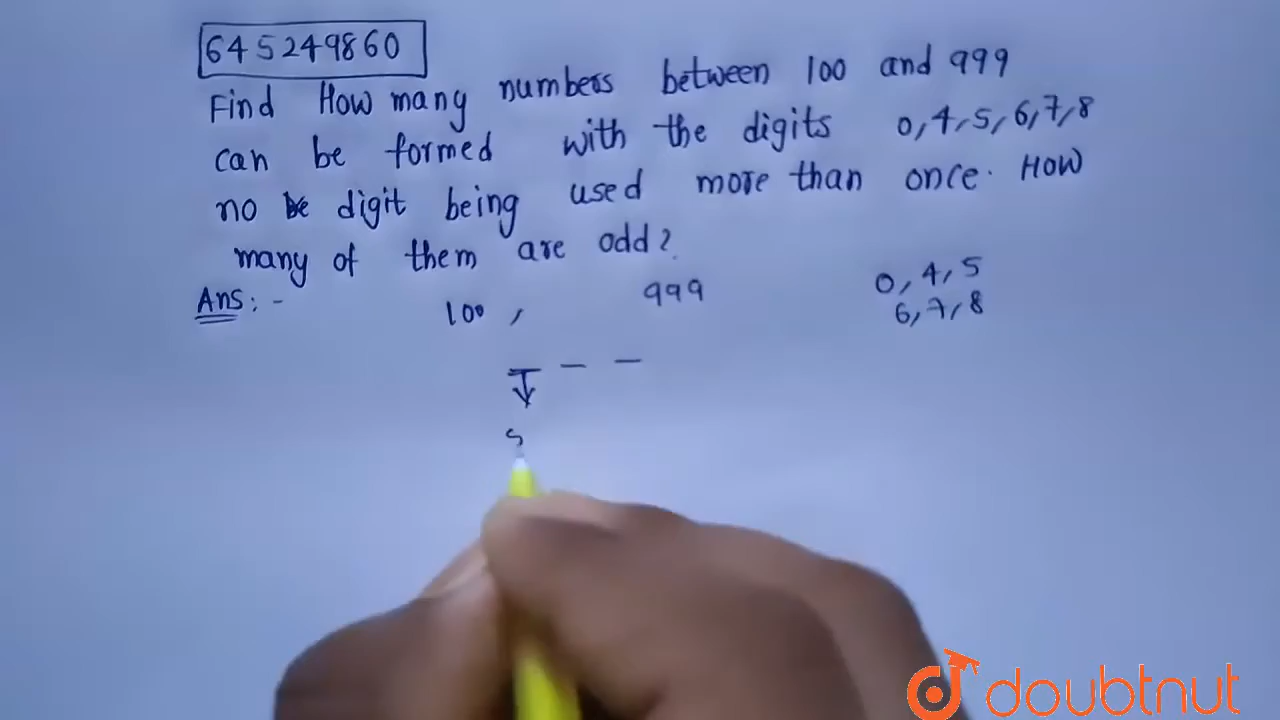 645249860
Find How many numbers between 100 and 999
can be formed with the digits 0,4,5,6,7,8
no be digit being used more than once. How
many of them are odd?
Ans:- 100, 999 0,4,5
6,7,8
5
doubtnut